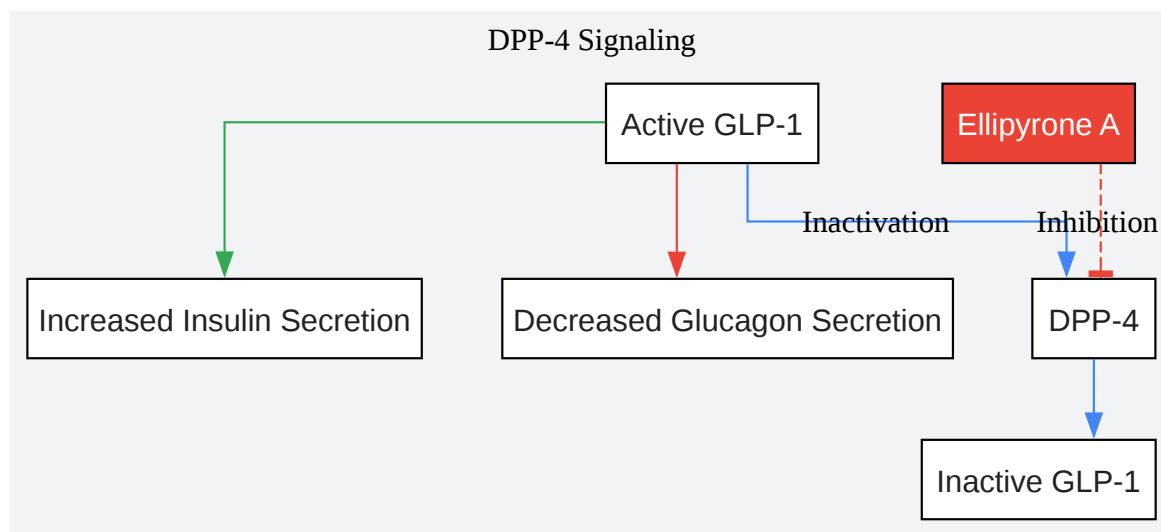 DPP-4 Signaling
Active GLP-1
Ellipyrone A
Inactivation
Inhibition
Increased Insulin Secretion
Decreased Glucagon Secretion
DPP-4
Inactive GLP-1